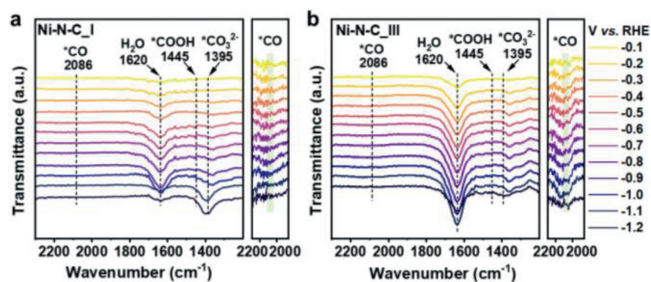 a
Ni-N-C_I
*CO
2086
H₂O
1620
*COOH
1445
*CO₃²⁻
1395
*CO
Transmittance (a.u.)
2200 2000 1800 1600 1400
2200 2000
Wavenumber (cm⁻¹)
b
Ni-N-C_III
*CO
2086
H₂O
1620
*COOH
1445
*CO₃²⁻
1395
*CO
Transmittance (a.u.)
2200 2000 1800 1600 1400
2200 2000
Wavenumber (cm⁻¹)
V vs. RHE
-0.1
-0.2
-0.3
-0.4
-0.5
-0.6
-0.7
-0.8
-0.9
-1.0
-1.1
-1.2